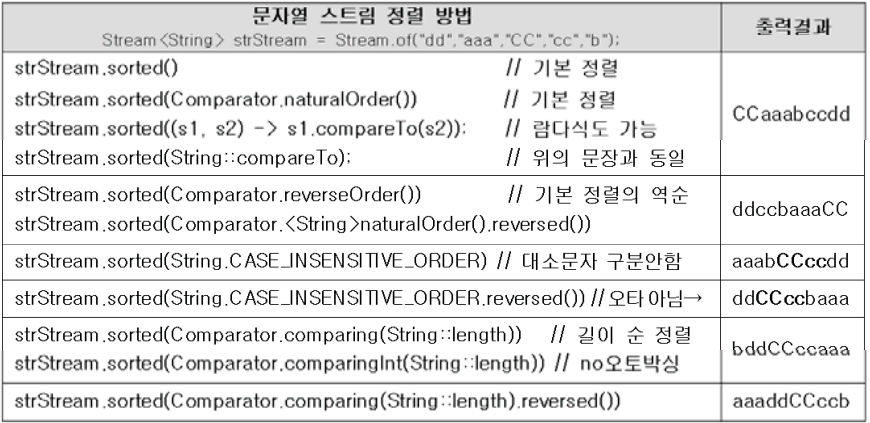 문자열 스트림 정렬 방법
Stream<String> strStream = Stream.of("dd","aaa","CC","cc","b");
출력결과
strStream.sorted() // 기본 정렬
strStream.sorted(Comparator.naturalOrder()) // 기본 정렬
strStream.sorted((s1, s2) -> s1.compareTo(s2)); // 람다식도 가능
strStream.sorted(String::compareTo); // 위의 문장과 동일
CCaaabccdd
strStream.sorted(Comparator.reverseOrder()) // 기본 정렬의 역순
strStream.sorted(Comparator.<String>naturalOrder().reversed())
ddccbaaaCC
strStream.sorted(String.CASE_INSENSITIVE_ORDER) // 대소문자 구분안함
aaabCCccdd
strStream.sorted(String.CASE_INSENSITIVE_ORDER.reversed()) // 오타 아님→
ddCCccbaaa
strStream.sorted(Comparator.comparing(String::length)) // 길이 순 정렬
strStream.sorted(Comparator.comparingInt(String::length)) // no오토박싱
bddCCccaaa
strStream.sorted(Comparator.comparing(String::length).reversed())
aaaddCCccb